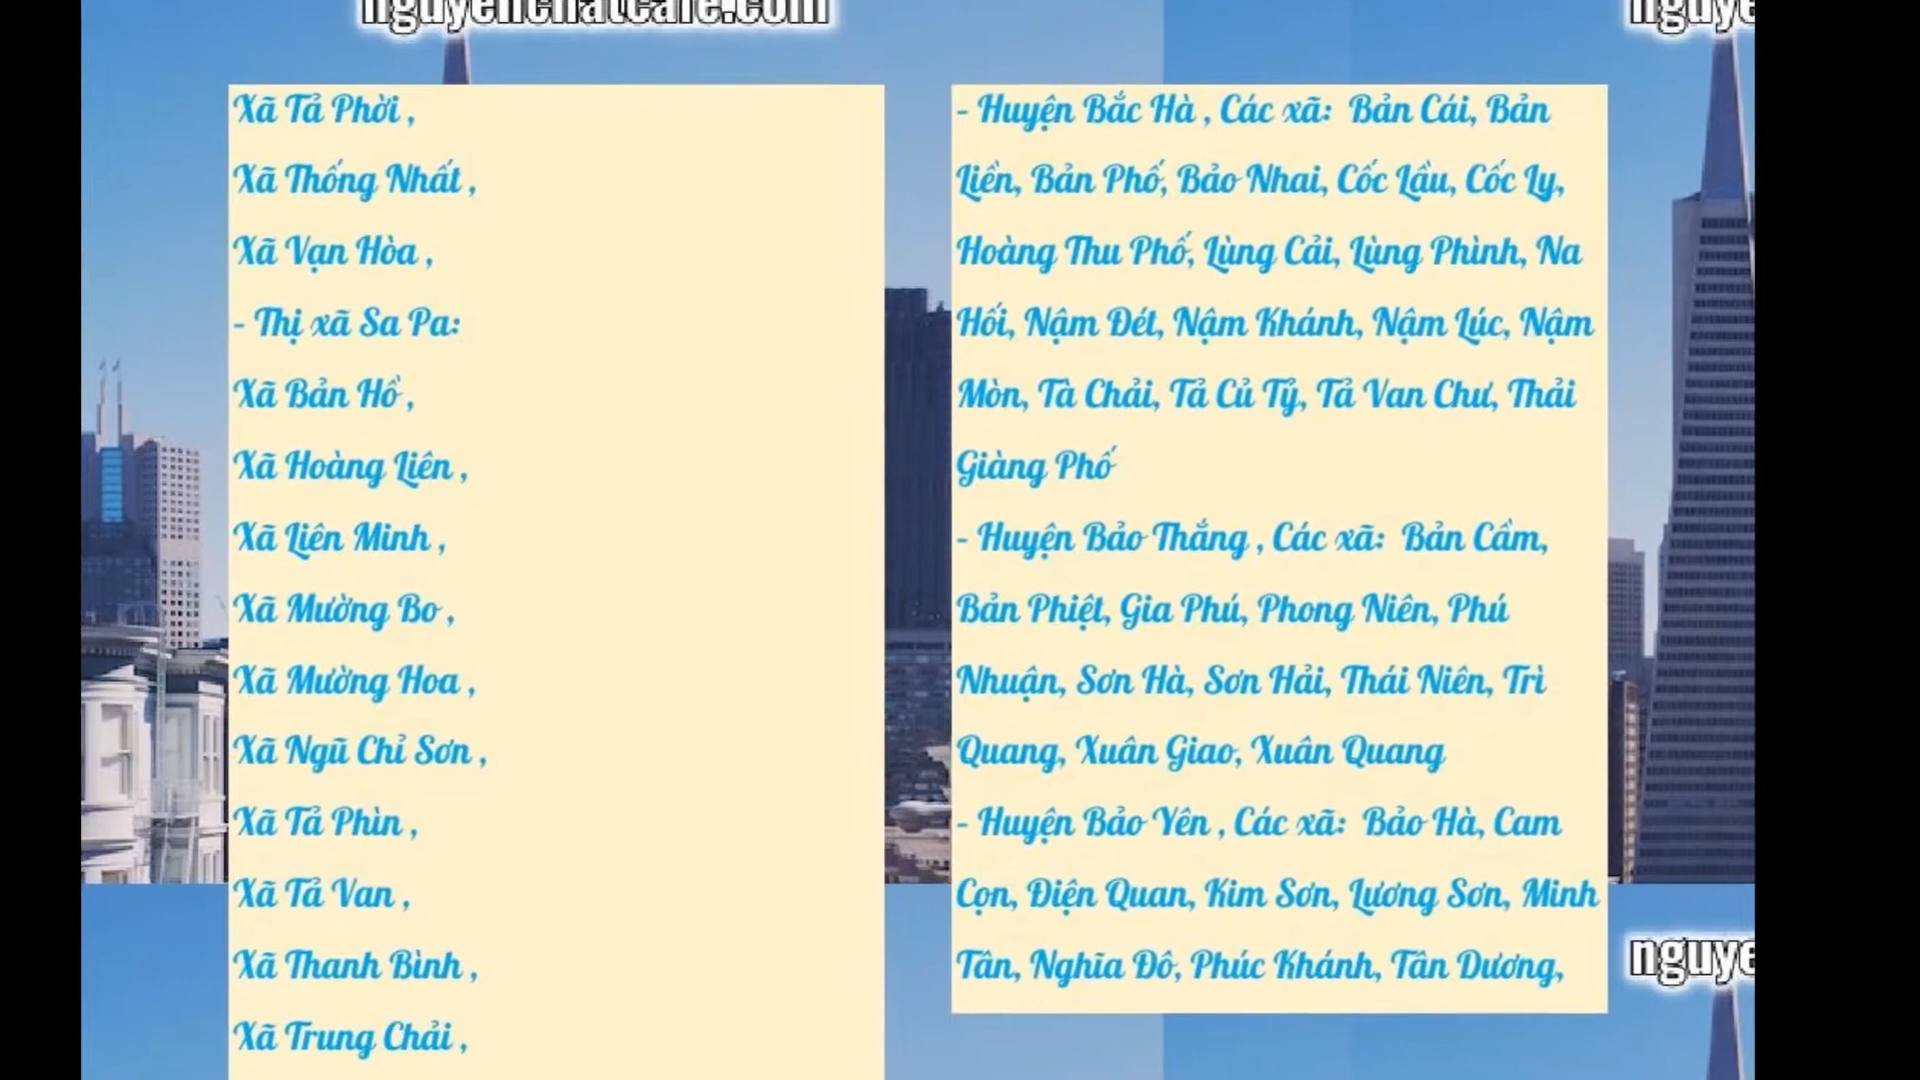 nguyenchatcafe.com
nguye
Xã Tả Phời ,
Xã Thống Nhất ,
Xã Vạn Hòa ,
- Thị xã Sa Pa:
Xã Bản Hồ ,
Xã Hoàng Liên ,
Xã Liên Minh ,
Xã Mường Bo ,
Xã Mường Hoa ,
Xã Ngũ Chỉ Sơn ,
Xã Tả Phìn ,
Xã Tả Van ,
Xã Thanh Bình ,
Xã Trung Chải ,
- Huyện Bắc Hà , Các xã: Bản Cái, Bản
Liền, Bản Phố, Bảo Nhai, Cốc Lầu, Cốc Ly,
Hoàng Thu Phố, Lùng Cải, Lùng Phình, Na
Hối, Nậm Đét, Nậm Khánh, Nậm Lúc, Nậm
Mòn, Tà Chải, Tả Củ Tỷ, Tả Van Chư, Thải
Giàng Phố
- Huyện Bảo Thắng , Các xã: Bản Cầm,
Bản Phiệt, Gia Phú, Phong Niên, Phú
Nhuận, Sơn Hà, Sơn Hải, Thái Niên, Trì
Quang, Xuân Giao, Xuân Quang
- Huyện Bảo Yên , Các xã: Bảo Hà, Cam
Cọn, Điện Quan, Kim Sơn, Lương Sơn, Minh
Tân, Nghĩa Đô, Phúc Khánh, Tân Dương,
nguye